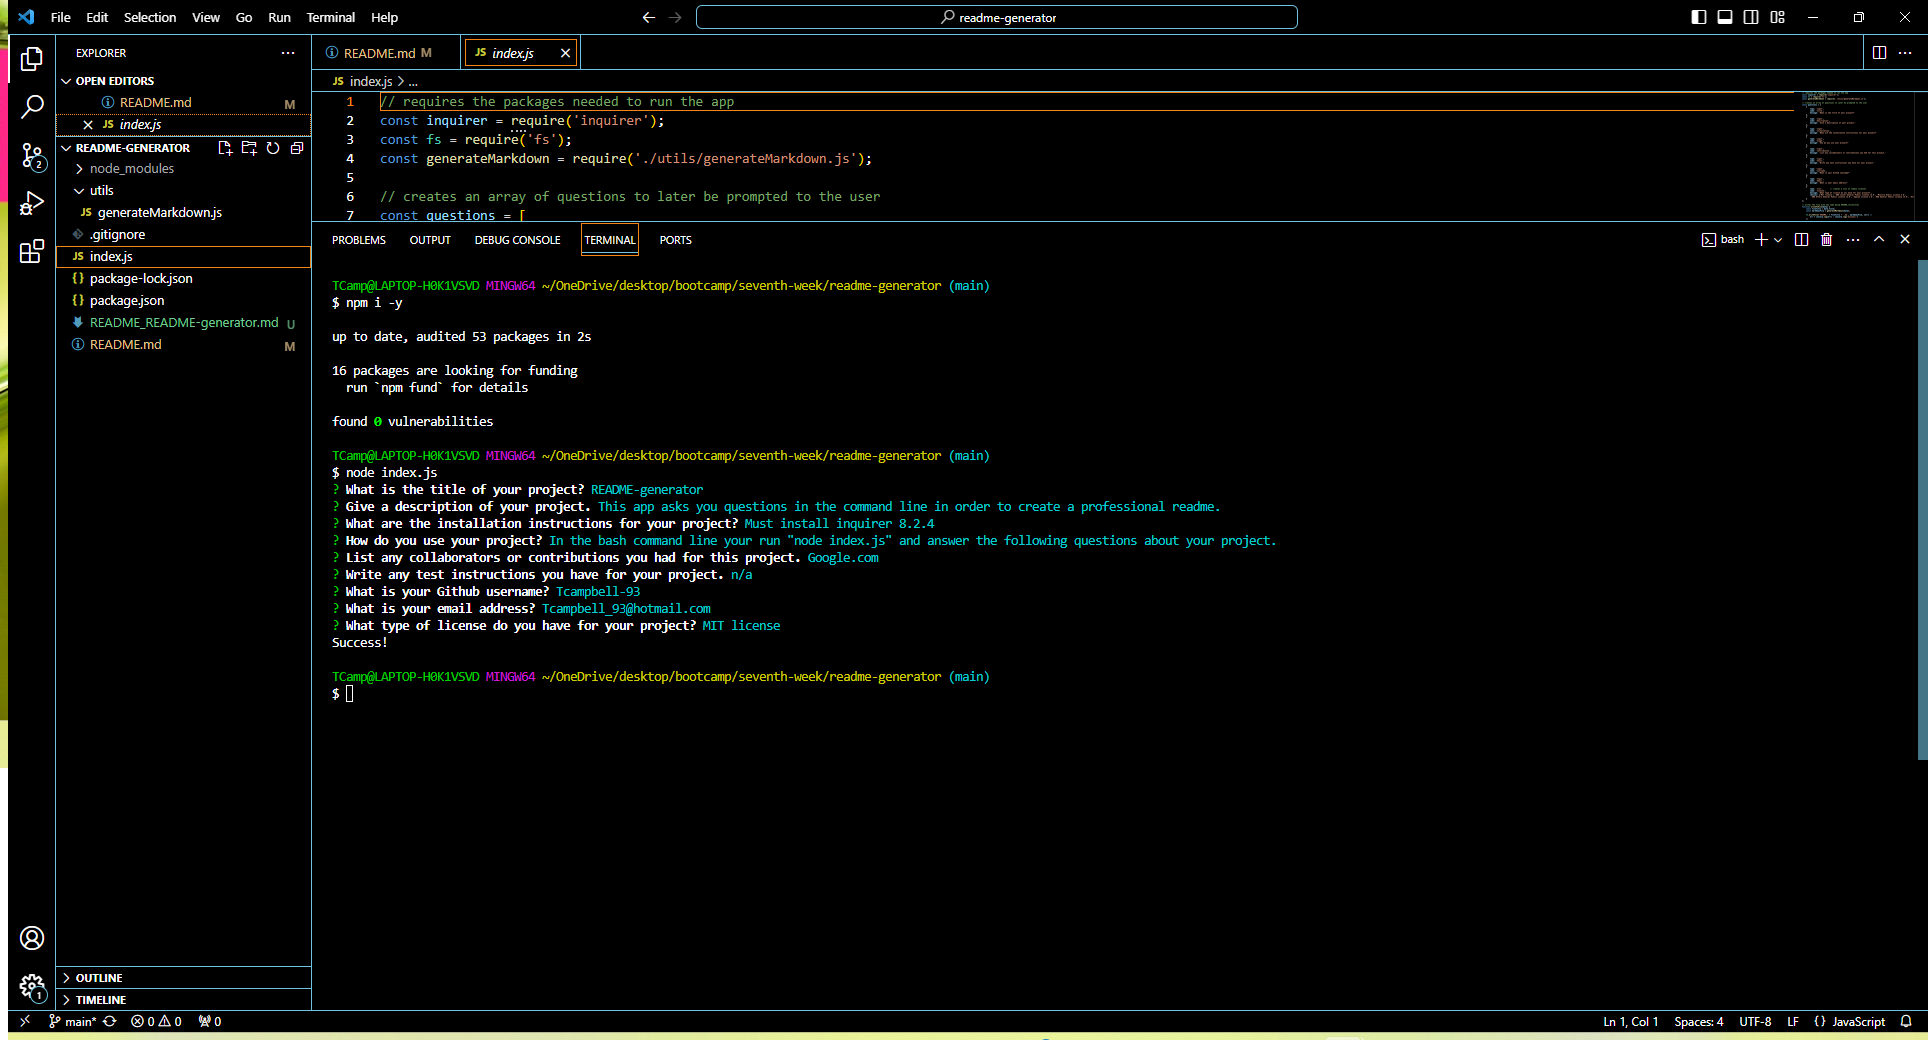 File Edit Selection View Go Run Terminal Help
readme-generator
EXPLORER
OPEN EDITORS
README.md M
JS index.js
README-GENERATOR
node_modules
utils
JS generateMarkdown.js
.gitignore
JS index.js
{} package-lock.json
{} package.json
README_README-generator.md U
README.md M
OUTLINE
TIMELINE
2
1
README.md M
JS index.js
JS index.js > ...
1 // requires the packages needed to run the app
2 const inquirer = require('inquirer');
3 const fs = require('fs');
4 const generateMarkdown = require('./utils/generateMarkdown.js');
5
6 // creates an array of questions to later be prompted to the user
7 const questions = [
PROBLEMS OUTPUT DEBUG CONSOLE TERMINAL PORTS
bash
TCamp@LAPTOP-H0K1VSVD MINGW64 ~/OneDrive/desktop/bootcamp/seventh-week/readme-generator (main)
$ npm i -y
up to date, audited 53 packages in 2s
16 packages are looking for funding
run `npm fund` for details
found 0 vulnerabilities
TCamp@LAPTOP-H0K1VSVD MINGW64 ~/OneDrive/desktop/bootcamp/seventh-week/readme-generator (main)
$ node index.js
? What is the title of your project? README-generator
? Give a description of your project. This app asks you questions in the command line in order to create a professional readme.
? What are the installation instructions for your project? Must install inquirer 8.2.4
? How do you use your project? In the bash command line your run "node index.js" and answer the following questions about your project.
? List any collaborators or contributions you had for this project. Google.com
? Write any test instructions you have for your project. n/a
? What is your Github username? Tcampbell-93
? What is your email address? Tcampbell_93@hotmail.com
? What type of license do you have for your project? MIT license
Success!
TCamp@LAPTOP-H0K1VSVD MINGW64 ~/OneDrive/desktop/bootcamp/seventh-week/readme-generator (main)
$
main* 0 0 0
Ln 1, Col 1 Spaces: 4 UTF-8 LF {} JavaScript